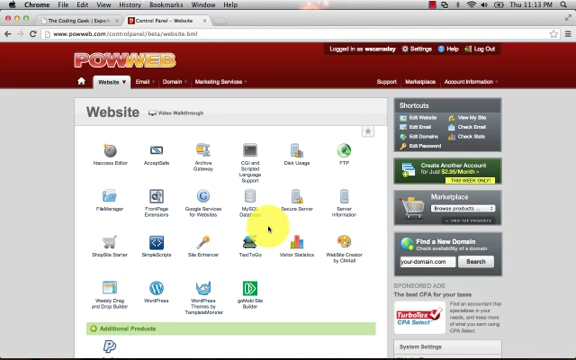 Chrome File Edit View History Bookmarks Window Help
Thu 11:13 PM
The Coding Geek | Expert
Control Panel - Website
www.powweb.com/controlpanel/beta/website.bml
POWWEB
Logged in as wecansday
Settings Help Log Out
Website Email Domain Marketing Services
Support Marketplace Account Information
Website Video Walkthrough
.htaccess Editor
AcceptSafe
Archive Gateway
CGI and Scripted Language Support
Disk Usage
FTP
FileManager
FrontPage Extensions
Google Services for Websites
MySQL Database
Secure Server
Server Information
ShopSite Starter
SimpleScripts
Site Enhancer
TextToGo
Visitor Statistics
WebSite Creator by CMNall
Weebly Drag and Drop Builder
WordPress
WordPress Themes by TemplateMonster
goMobi Site Builder
Additional Products
Shortcuts
Edit Website View My Site
Edit Email Check Email
Edit Domains Check Stats
Edit Password
Create Another Account
for Just $2.95/Month*
THIS WEEK ONLY!
Marketplace
Browse products...
VIEW TOP PRODUCTS
Find a New Domain
Check availability of a domain
your-domain.com Search
SPONSORED ADS
The best CPA for your taxes
TurboTax
CPA Select
Find an accountant that
specializes in your
needs, and keep more
of what you earn using
CPA Select.
System Settings